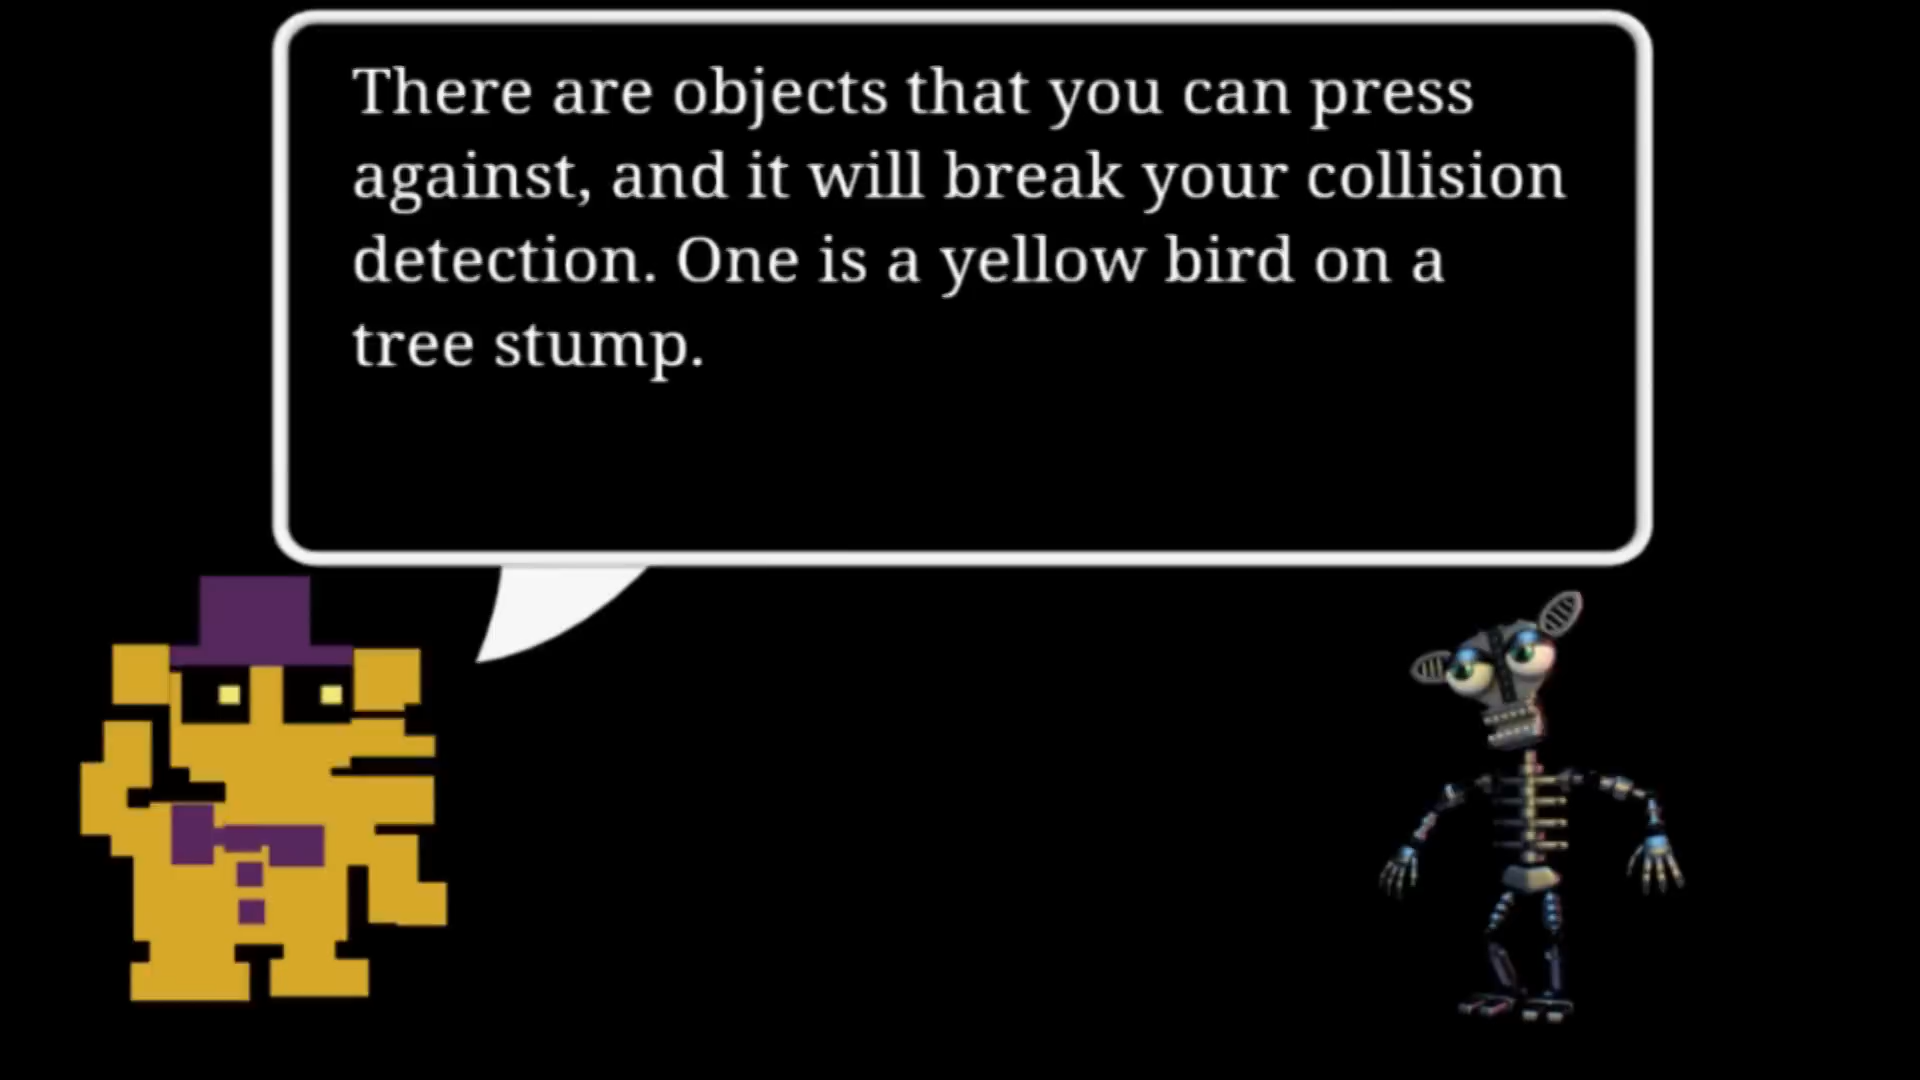 There are objects that you can press
against, and it will break your collision
detection. One is a yellow bird on a
tree stump.